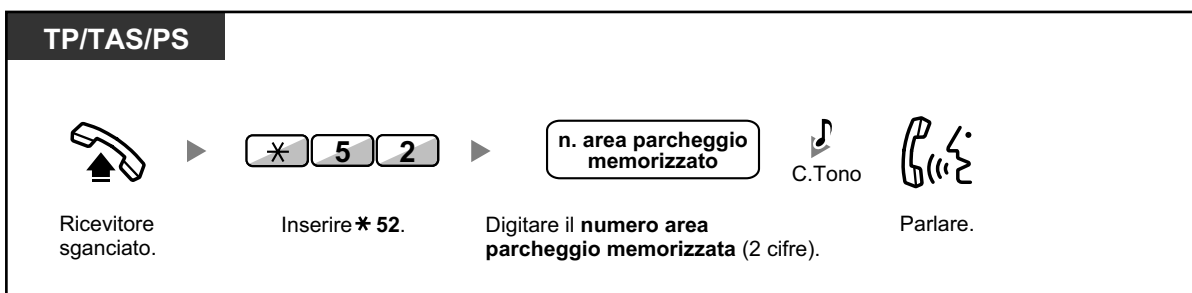 TP/TAS/PS
✳ 5 2
n. area parcheggio
memorizzato
C.Tono
Ricevitore
sganciato.
Inserire ✳ 52.
Digitare il numero area
parcheggio memorizzata (2 cifre).
Parlare.